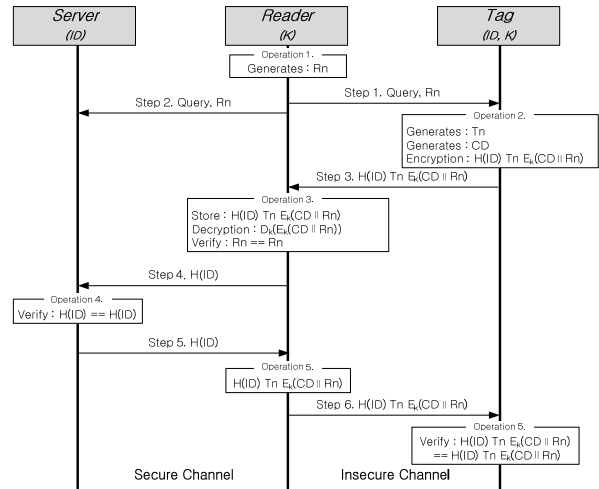 Server
(ID)
Reader
(K)
Tag
(ID, K)
Operation 1.
Generates : Rn
Step 1. Query, Rn
Step 2. Query, Rn
Operation 2.
Generates : Tn
Generates : CD
Encryption : H(ID) Tn Eₖ(CD∥Rn)
Step 3. H(ID) Tn Eₖ(CD∥Rn)
Operation 3.
Store : H(ID) Tn Eₖ(CD∥Rn)
Decryption : Dₖ(Eₖ(CD∥Rn))
Verify : Rn == Rn
Step 4. H(ID)
Operation 4.
Verify : H(ID) == H(ID)
Step 5. H(ID)
Operation 5.
H(ID) Tn Eₖ(CD∥Rn)
Step 6. H(ID) Tn Eₖ(CD∥Rn)
Operation 5.
Verify : H(ID) Tn Eₖ(CD∥Rn)
== H(ID) Tn Eₖ(CD∥Rn)
Secure Channel
Insecure Channel